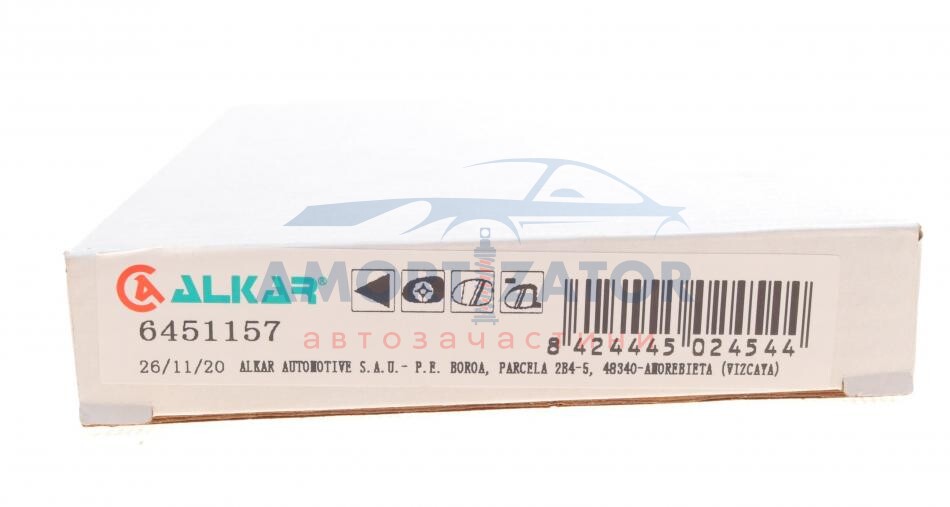 ALKAR®
6451157
8 424445 024544
26/11/20 ALKAR AUTOMOTIVE S.A.U.- P.E. BOROA, PARCELA 2B4-5, 48340-AMOREBIETA (VIZCAYA)
AMORTIZATOR
автозапчастини